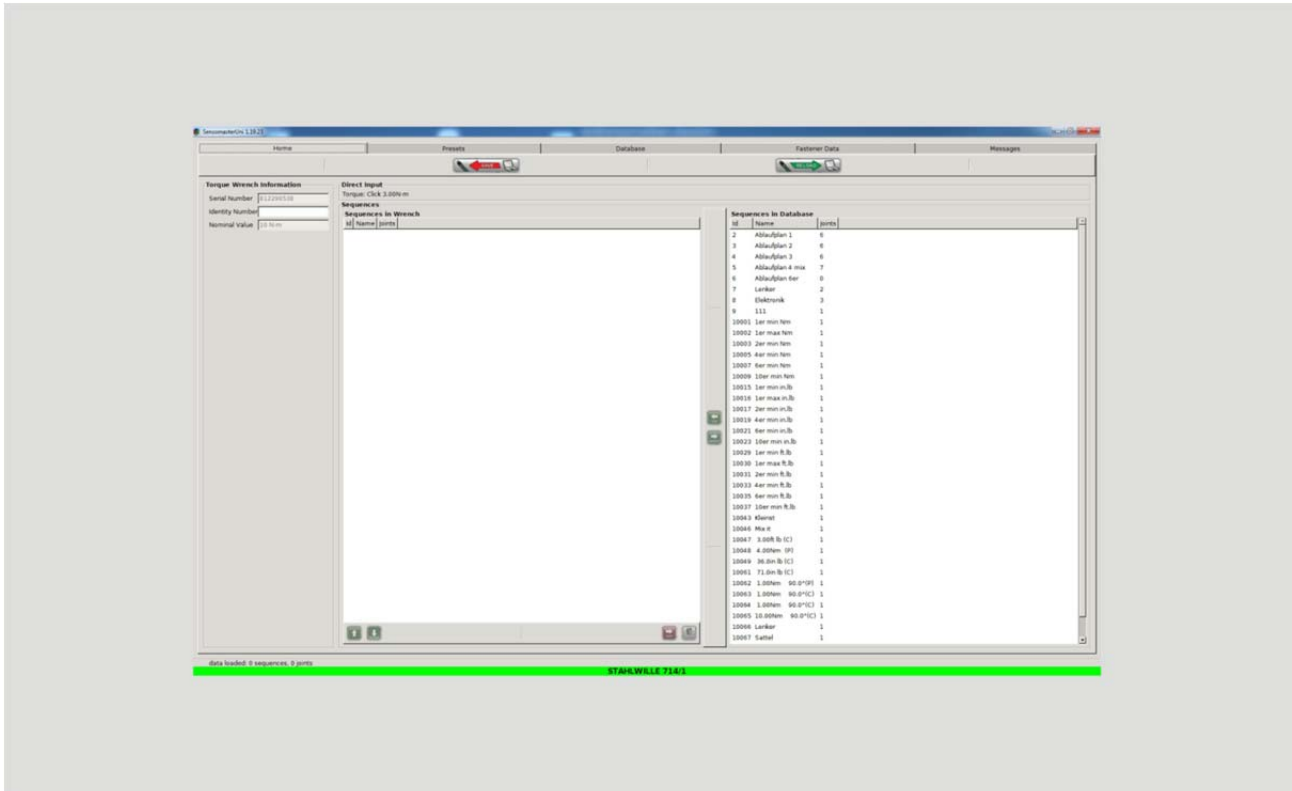 Home Presets Database Fastener Data Messages
RELOAD
Torque Wrench Information
Serial Number
Identity Number
Nominal Value 10 N·m
Direct Input
Torque: Click 3.00N·m
Sequences
Sequences in Wrench
Id Name Joints
Sequences in Database
Id Name Joints
2 Ablaufplan 1 6
3 Ablaufplan 2 6
4 Ablaufplan 3 6
5 Ablaufplan 4 mix 7
6 Ablaufplan 6er
7 Lenker 2
8 Elektronik 3
9 111 1
10001 1er min Nm 1
10002 1er max Nm 1
10003 2er min Nm 1
10005 4er min Nm 1
10007 6er min Nm 1
10009 10er min Nm 1
10015 1er min in.lb 1
10016 1er max in.lb 1
10017 2er min in.lb 1
10019 4er min in.lb 1
10021 6er min in.lb 1
10023 10er min in.lb 1
10029 1er min ft.lb 1
10030 1er max ft.lb 1
10031 2er min ft.lb 1
10033 4er min ft.lb 1
10035 6er min ft.lb 1
10037 10er min ft.lb 1
10043 Kleinst 1
10046 Mix it 1
10047 3.00ft·lb (C) 1
10048 4.00Nm (P) 1
10049 36.0in·lb (C) 1
10061 71.0in·lb (C) 1
10062 1.00Nm 90.0°(P) 1
10063 1.00Nm 90.0°(C) 1
10064 1.00Nm 90.0°(C) 1
10065 10.00Nm 90.0°(C) 1
10066 Lenker 1
10067 Sattel 1
data loaded: 0 sequences, 0 joints
STAHLWILLE 714/1